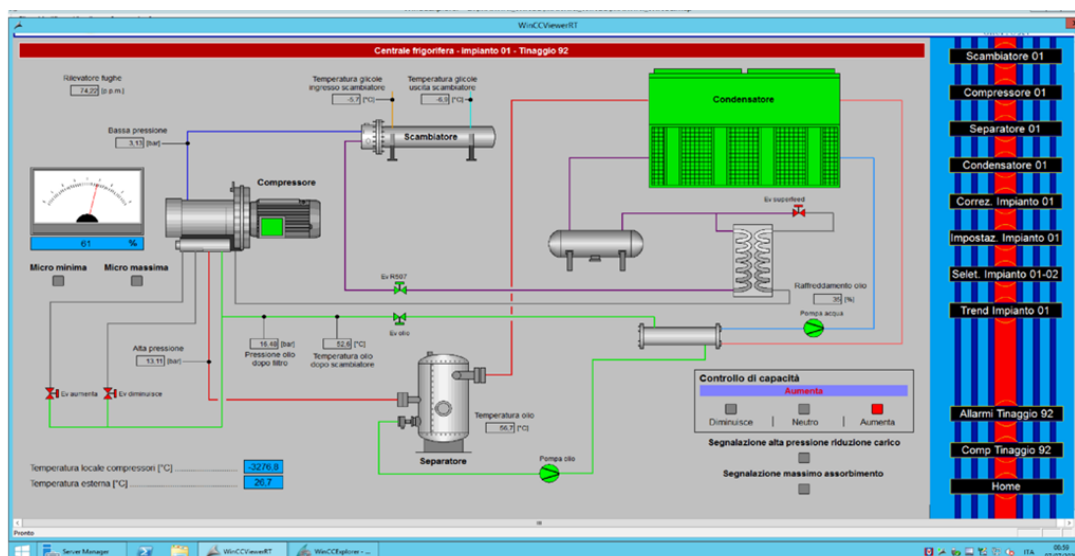 WinCCViewerRT
Centrale frigorifera - Impianto 01 - Tinaggio 92
Rilevatore fughe
74,22 [p.p.m.]
Temperatura glicole
ingresso scambiatore
-5,7 [°C]
Temperatura glicole
uscita scambiatore
[°C]
Scambiatore
Condensatore
Bassa pressione
3,13 [bar]
Compressore
61 %
Micro minima
Micro massima
Ev superfeed
Ev R507
Raffreddamento olio
35 [%]
Pompa acqua
Ev olio
[bar]
Pressione olio
dopo filtro
52,8 [°C]
Temperatura olio
dopo scambiatore
Alta pressione
13,11 [bar]
Ev aumenta
Ev diminuisce
Temperatura olio
56,7 [°C]
Separatore
Pompa olio
Controllo di capacità
Aumenta
Diminuisce | Neutro | Aumenta
Segnalazione alta pressione riduzione carico
Segnalazione massimo assorbimento
Temperatura locale compressori [°C] -3276,8
Temperatura esterna [°C] 26,7
Scambiatore 01
Compressore 01
Separatore 01
Condensatore 01
Correz. Impianto 01
Impostaz. Impianto 01
Selet. Impianto 01-02
Trend Impianto 01
Allarmi Tinaggio 92
Comp Tinaggio 92
Home
Pronto
Server Manager
WinCCViewerRT
WinCCExplorer - ...
ITA
08:59